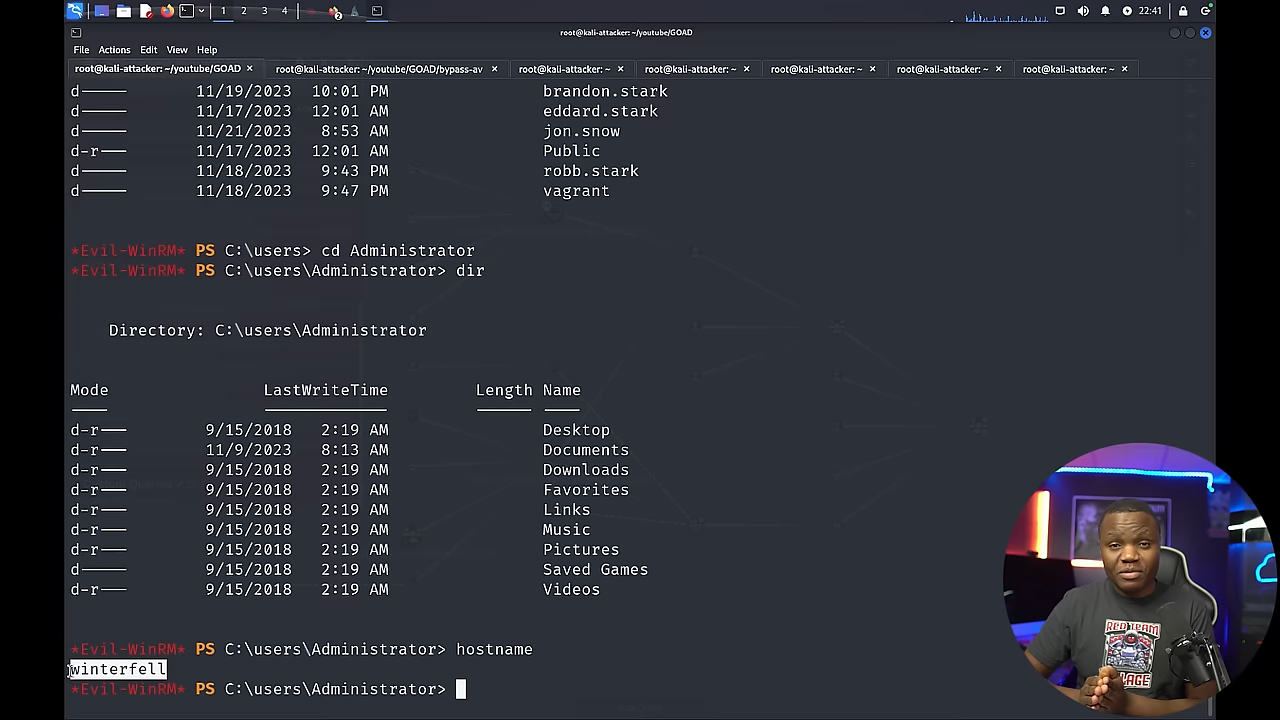 1 2 3 4 2 22:41
root@kali-attacker: ~/youtube/GOAD
File Actions Edit View Help
root@kali-attacker: ~/youtube/GOAD × root@kali-attacker: ~/youtube/GOAD/bypass-av × root@kali-attacker: ~ × root@kali-attacker: ~ × root@kali-attacker: ~ × root@kali-attacker: ~ × root@kali-attacker: ~ ×
d----- 11/19/2023 10:01 PM brandon.stark
d----- 11/17/2023 12:01 AM eddard.stark
d----- 11/21/2023 8:53 AM jon.snow
d-r--- 11/17/2023 12:01 AM Public
d----- 11/18/2023 9:43 PM robb.stark
d----- 11/18/2023 9:47 PM vagrant
*Evil-WinRM* PS C:\users> cd Administrator
*Evil-WinRM* PS C:\users\Administrator> dir
Directory: C:\users\Administrator
Mode LastWriteTime Length Name
---- ------------- ------ ----
d-r--- 9/15/2018 2:19 AM Desktop
d-r--- 11/9/2023 8:13 AM Documents
d-r--- 9/15/2018 2:19 AM Downloads
d-r--- 9/15/2018 2:19 AM Favorites
d-r--- 9/15/2018 2:19 AM Links
d-r--- 9/15/2018 2:19 AM Music
d-r--- 9/15/2018 2:19 AM Pictures
d----- 9/15/2018 2:19 AM Saved Games
d-r--- 9/15/2018 2:19 AM Videos
*Evil-WinRM* PS C:\users\Administrator> hostname
winterfell
*Evil-WinRM* PS C:\users\Administrator>
RED TEAM